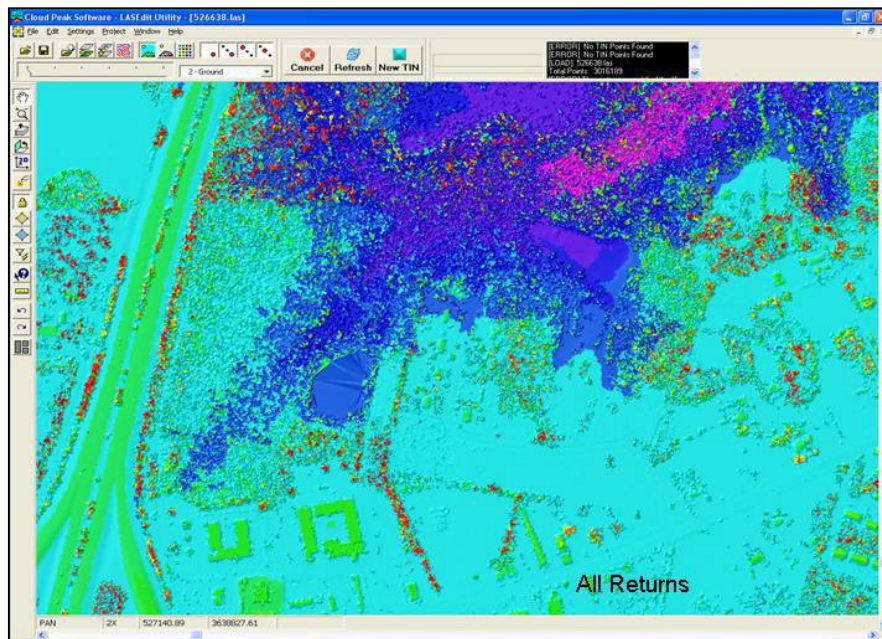 Cloud Peak Software - LASEdit Utility - [526638.las]
File Edit Settings Project Window Help
2 - Ground
Cancel Refresh New TIN
[ERROR] No TIN Points Found
[ERROR] No TIN Points Found
[LOAD] 526638.las
Total Points: 3016189
All Returns
PAN 2X 527140.89 3638827.61